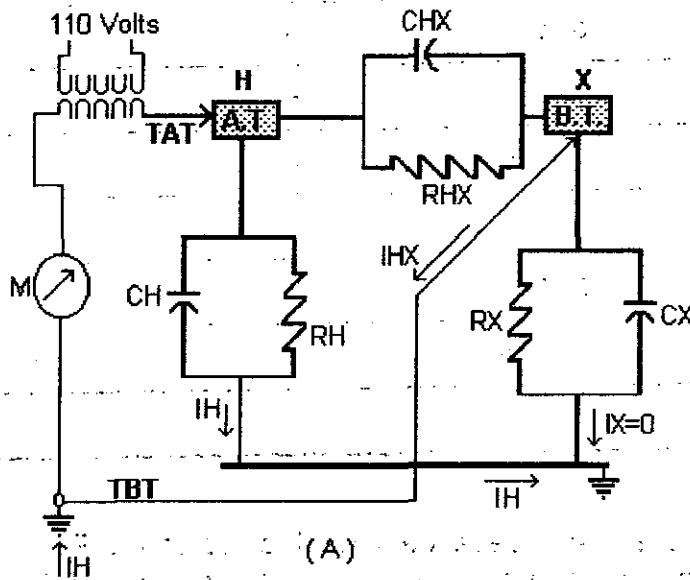 110 Volts
CHX
H
X
TAT
A.T
B.T.
RHX
IHX
M
CH
RH
RX
CX
IH
IX=0
TBT
IH
(A)
IH